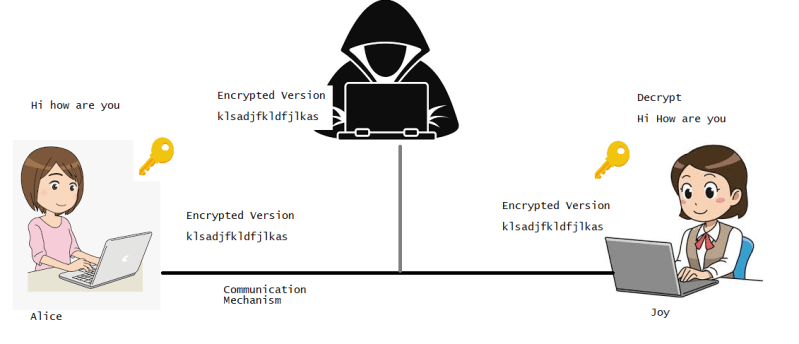 Encrypted Version
klsadjfkldfjlkas
Hi how are you
Decrypt
Hi How are you
Encrypted Version
klsadjfkldfjlkas
Encrypted Version
klsadjfkldfjlkas
Communication
Mechanism
Alice
Joy